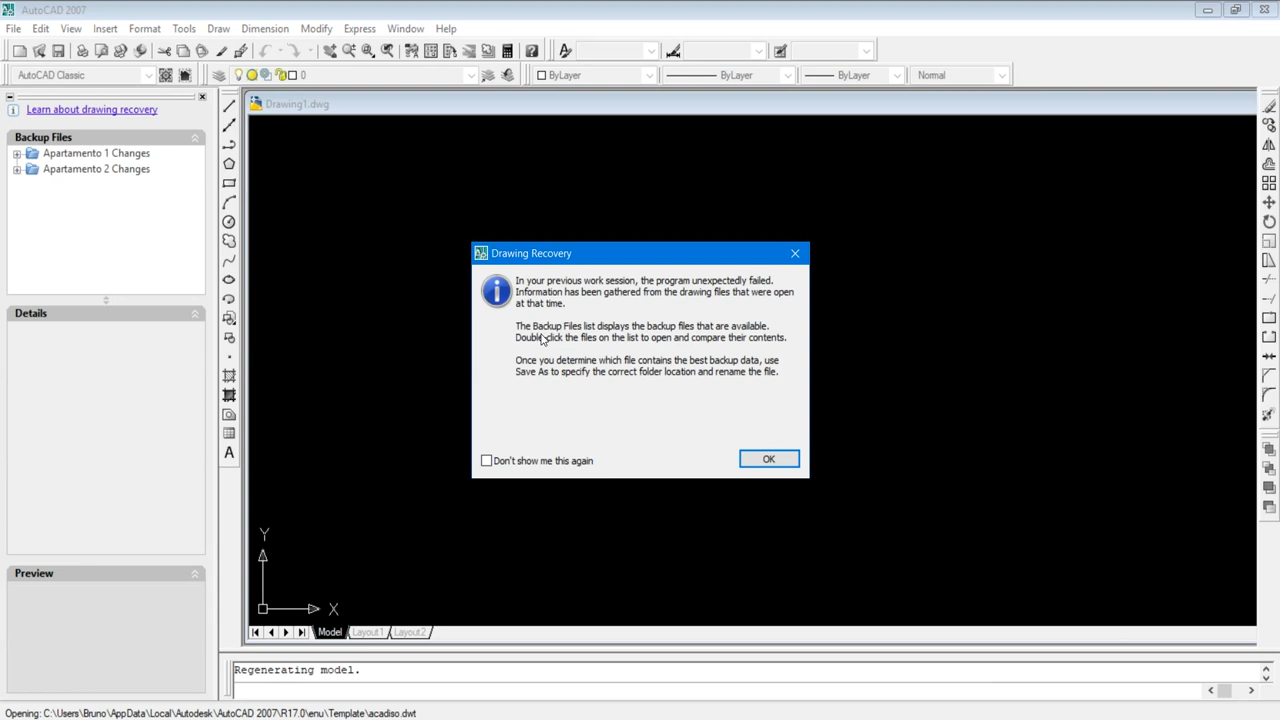 AutoCAD 2007
File Edit View Insert Format Tools Draw Dimension Modify Express Window Help
AutoCAD Classic 0 ByLayer ByLayer ByLayer Normal
Learn about drawing recovery
Backup Files
Apartamento 1 Changes
Apartamento 2 Changes
Details
Preview
Drawing1.dwg
Drawing Recovery
In your previous work session, the program unexpectedly failed.
Information has been gathered from the drawing files that were open
at that time.
The Backup Files list displays the backup files that are available.
Double-click the files on the list to open and compare their contents.
Once you determine which file contains the best backup data, use
Save As to specify the correct folder location and rename the file.
Don't show me this again
OK
Y
X
Model Layout1 Layout2
Regenerating model.
Opening: C:\Users\Bruno\AppData\Local\Autodesk\AutoCAD 2007\R17.0\enu\Template\acadiso.dwt